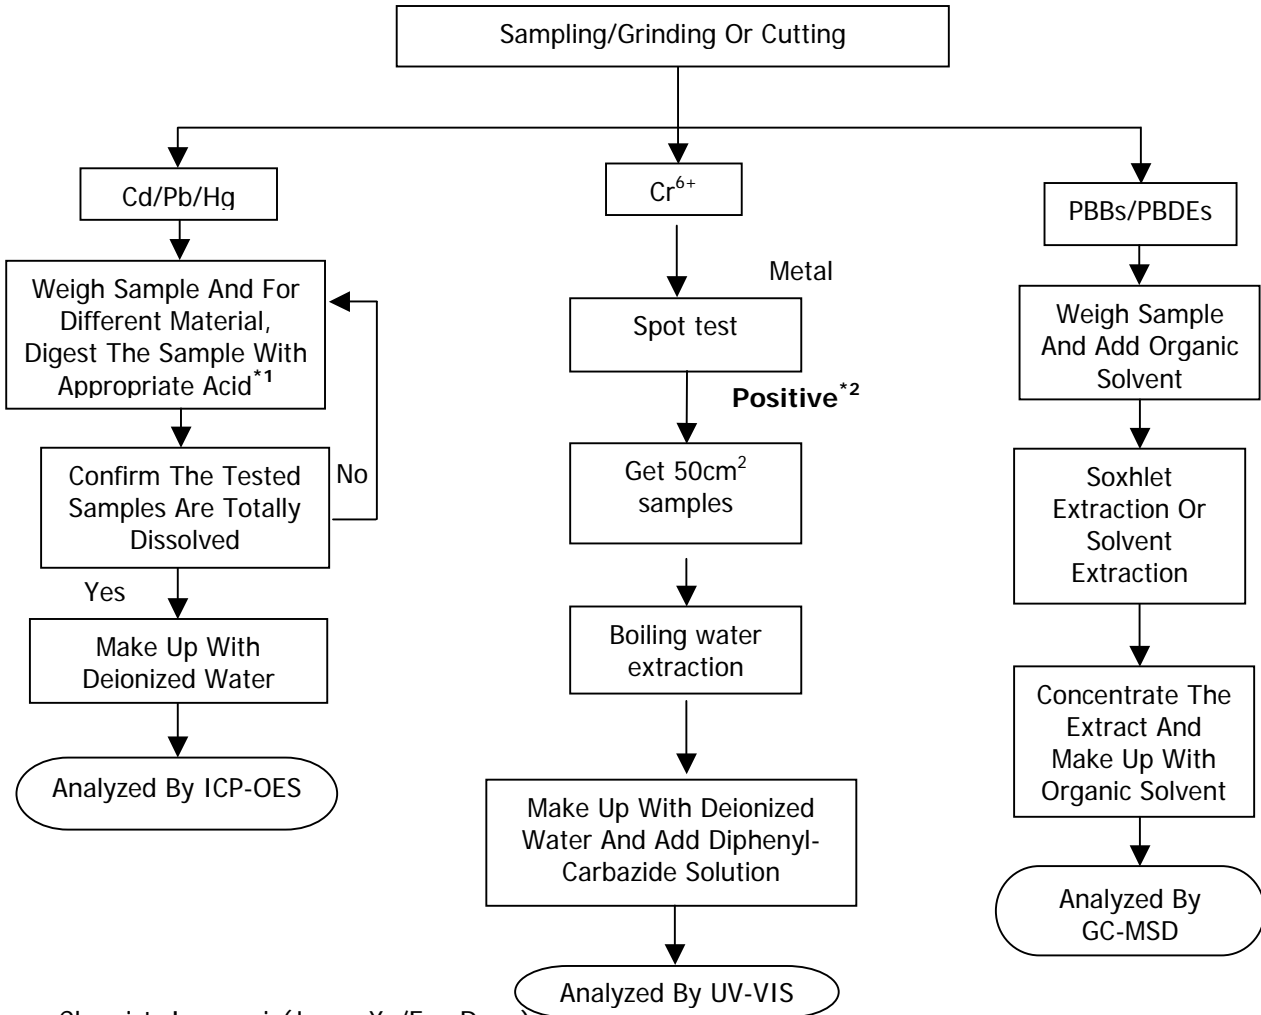 Sampling/Grinding Or Cutting
Cd/Pb/Hg
Weigh Sample And For
Different Material,
Digest The Sample With
Appropriate Acid*1
Confirm The Tested
Samples Are Totally
Dissolved
No
Yes
Make Up With
Deionized Water
Analyzed By ICP-OES
Cr6+
Metal
Spot test
Positive*2
Get 50cm2
samples
Boiling water
extraction
Make Up With Deionized
Water And Add Diphenyl-
Carbazide Solution
Analyzed By UV-VIS
PBBs/PBDEs
Weigh Sample
And Add Organic
Solvent
Soxhlet
Extraction Or
Solvent
Extraction
Concentrate The
Extract And
Make Up With
Organic Solvent
Analyzed By
GC-MSD